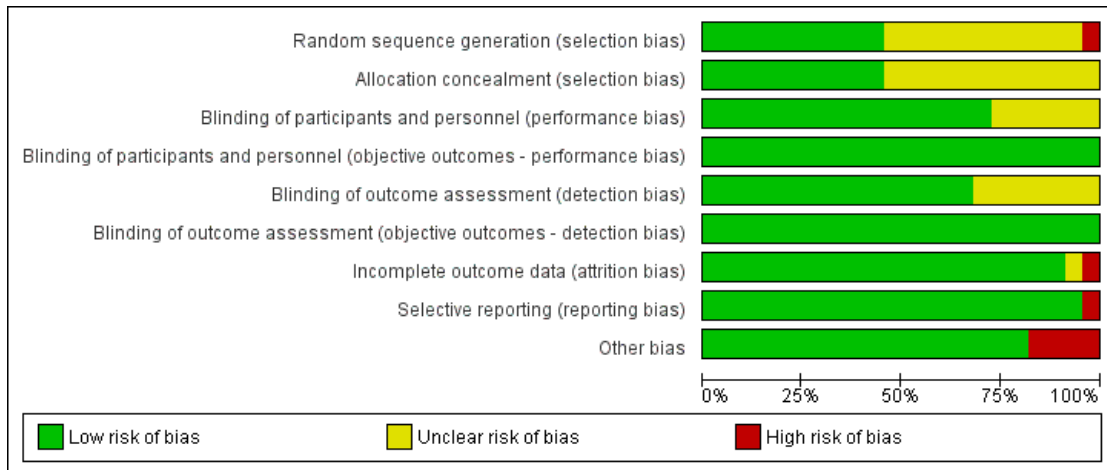 Random sequence generation (selection bias)
Allocation concealment (selection bias)
Blinding of participants and personnel (performance bias)
Blinding of participants and personnel (objective outcomes - performance bias)
Blinding of outcome assessment (detection bias)
Blinding of outcome assessment (objective outcomes - detection bias)
Incomplete outcome data (attrition bias)
Selective reporting (reporting bias)
Other bias
0% 25% 50% 75% 100%
Low risk of bias Unclear risk of bias High risk of bias